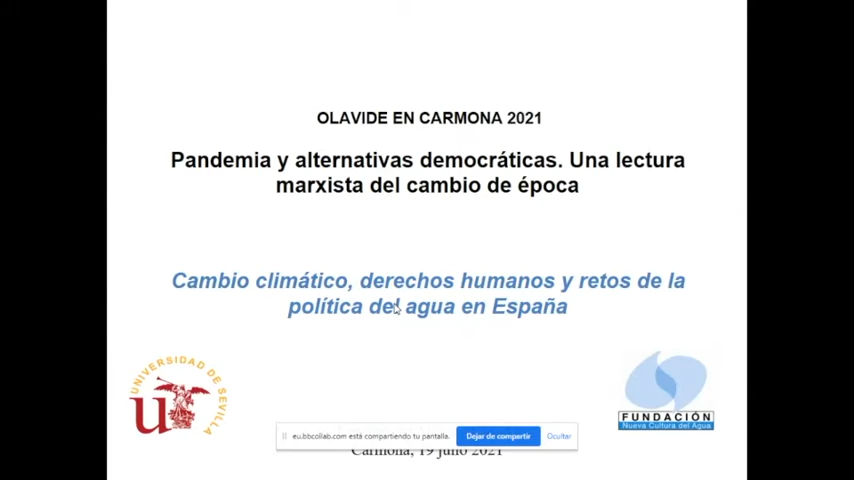 OLAVIDE EN CARMONA 2021
Pandemia y alternativas democráticas. Una lectura
marxista del cambio de época
Cambio climático, derechos humanos y retos de la
política del agua en España
UNIVERSIDAD DE SEVILLA
FUNDACIÓN
Nueva Cultura del Agua
eu.bbcollab.com está compartiendo tu pantalla.
Dejar de compartir
Ocultar
Carmona, 19 julio 2021